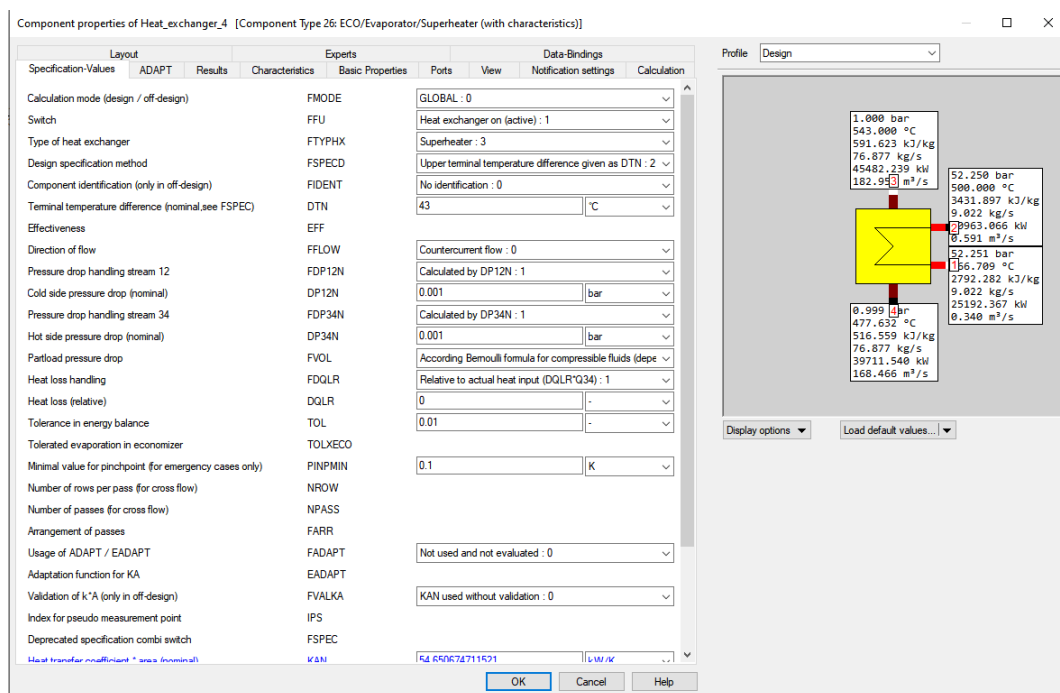 Component properties of Heat_exchanger_4 [Component Type 26: ECO/Evaporator/Superheater (with characteristics)]
Layout Experts Data-Bindings
Specification-Values ADAPT Results Characteristics Basic Properties Ports View Notification settings Calculation
Calculation mode (design / off-design) FMODE GLOBAL : 0
Switch FFU Heat exchanger on (active) : 1
Type of heat exchanger FTYPHX Superheater : 3
Design specification method FSPECD Upper terminal temperature difference given as DTN : 2
Component identification (only in off-design) FIDENT No identification : 0
Terminal temperature difference (nominal,see FSPEC) DTN 43 °C
Effectiveness EFF
Direction of flow FFLOW Countercurrent flow : 0
Pressure drop handling stream 12 FDP12N Calculated by DP12N : 1
Cold side pressure drop (nominal) DP12N 0.001 bar
Pressure drop handling stream 34 FDP34N Calculated by DP34N : 1
Hot side pressure drop (nominal) DP34N 0.001 bar
Partload pressure drop FVOL According Bernoulli formula for compressible fluids (depe
Heat loss handling FDQLR Relative to actual heat input (DQLR*Q34) : 1
Heat loss (relative) DQLR 0 -
Tolerance in energy balance TOL 0.01 -
Tolerated evaporation in economizer TOLXECO
Minimal value for pinchpoint (for emergency cases only) PINPMIN 0.1 K
Number of rows per pass (for cross flow) NROW
Number of passes (for cross flow) NPASS
Arrangement of passes FARR
Usage of ADAPT / EADAPT FADAPT Not used and not evaluated : 0
Adaptation function for KA EADAPT
Validation of k*A (only in off-design) FVALKA KAN used without validation : 0
Index for pseudo measurement point IPS
Deprecated specification combi switch FSPEC
Heat transfer coefficient * area (nominal) KAN 54.650674711521 kW/K
OK Cancel Help
Profile Design
1.000 bar
543.000 °C
591.623 kJ/kg
76.877 kg/s
45482.239 kW
182.953 m³/s
3
52.250 bar
500.000 °C
3431.897 kJ/kg
9.022 kg/s
2 0963.066 kW
0.591 m³/s
52.251 bar
1 66.709 °C
2792.282 kJ/kg
9.022 kg/s
25192.367 kW
0.340 m³/s
0.999 4 ar
477.632 °C
516.559 kJ/kg
76.877 kg/s
39711.540 kW
168.466 m³/s
Display options Load default values...